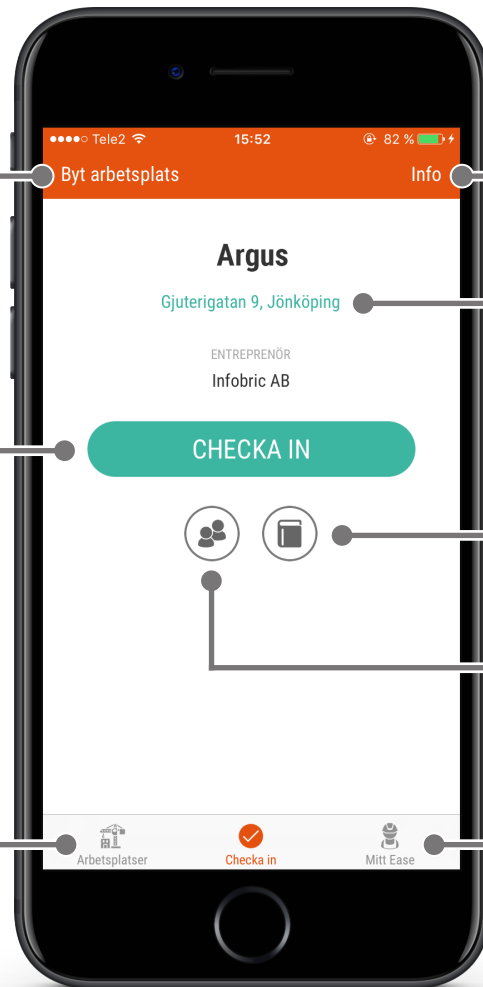 Tele2 15:52 82 %
Byt arbetsplats Info
Argus
Gjuterigatan 9, Jönköping
ENTREPRENÖR
Infobric AB
CHECKA IN
Arbetsplatser Checka in Mitt Ease